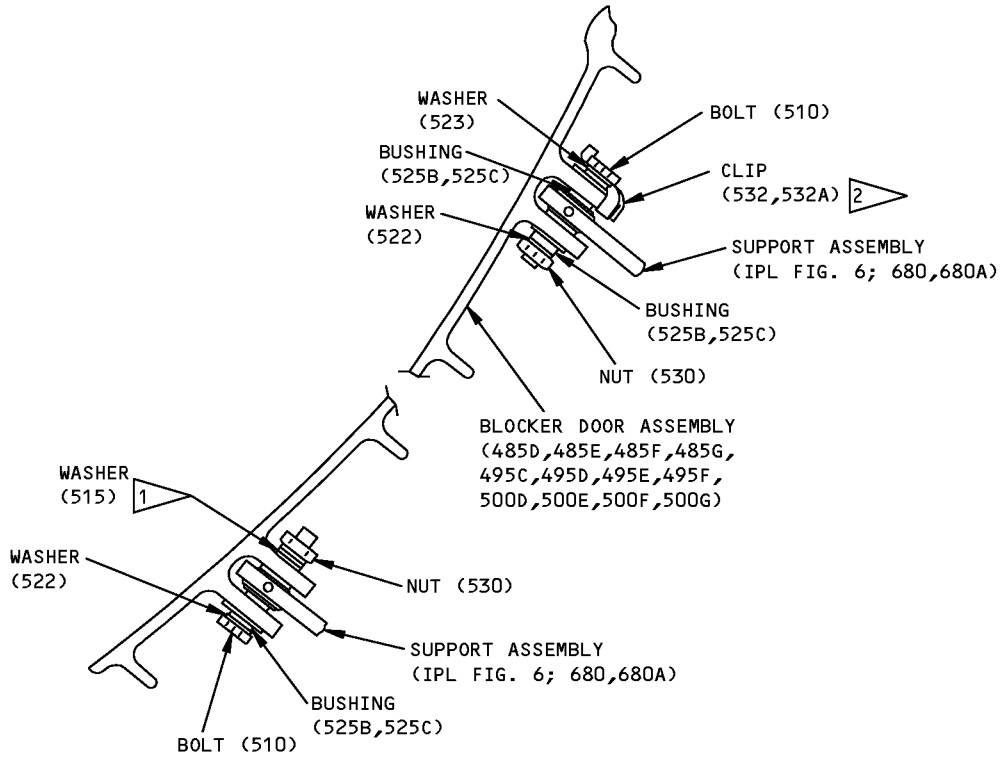 WASHER
(523)
BOLT (510)
BUSHING
(525B,525C)
CLIP
(532,532A) 2
WASHER
(522)
SUPPORT ASSEMBLY
(IPL FIG. 6; 680,680A)
BUSHING
(525B,525C)
NUT (530)
BLOCKER DOOR ASSEMBLY
(485D,485E,485F,485G,
495C,495D,495E,495F,
500D,500E,500F,500G)
WASHER
(515) 1
WASHER
(522)
NUT (530)
SUPPORT ASSEMBLY
(IPL FIG. 6; 680,680A)
BUSHING
(525B,525C)
BOLT (510)